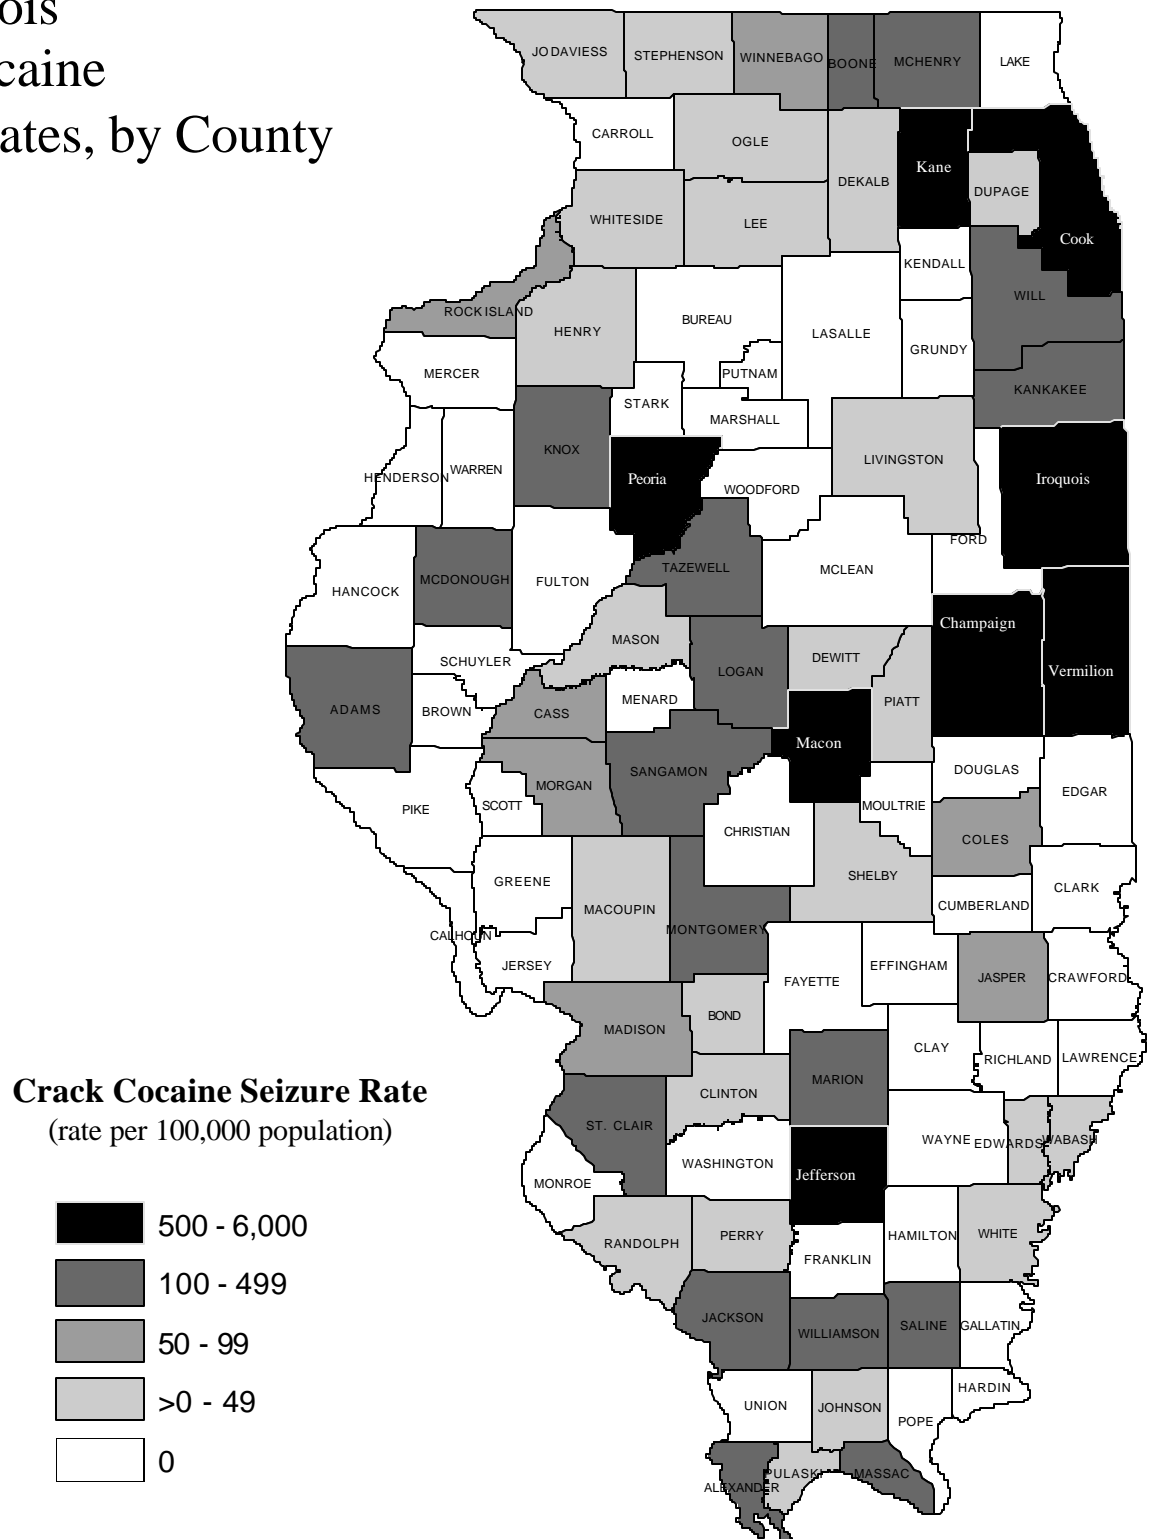 ois
caine
ates, by County
JO DAVIESS
STEPHENSON
WINNEBAGO
BOONE
MCHENRY
LAKE
CARROLL
OGLE
DEKALB
Kane
DUPAGE
Cook
WHITESIDE
LEE
KENDALL
WILL
ROCK ISLAND
HENRY
BUREAU
LASALLE
GRUNDY
MERCER
PUTNAM
KANKAKEE
STARK
MARSHALL
HENDERSON
WARREN
KNOX
Peoria
WOODFORD
LIVINGSTON
Iroquois
FORD
HANCOCK
MCDONOUGH
FULTON
TAZEWELL
MCLEAN
MASON
Champaign
SCHUYLER
LOGAN
DEWITT
Vermilion
ADAMS
BROWN
CASS
MENARD
PIATT
Macon
SANGAMON
DOUGLAS
MORGAN
SCOTT
PIKE
EDGAR
MOULTRIE
CHRISTIAN
COLES
GREENE
SHELBY
CLARK
MACOUPIN
CUMBERLAND
CALHOUN
MONTGOMERY
JERSEY
EFFINGHAM
FAYETTE
JASPER
CRAWFORD
MADISON
BOND
CLAY
RICHLAND
LAWRENCE
CLINTON
MARION
ST. CLAIR
WAYNE
EDWARDS
WABASH
WASHINGTON
Jefferson
MONROE
RANDOLPH
PERRY
HAMILTON
WHITE
FRANKLIN
JACKSON
WILLIAMSON
SALINE
GALLATIN
UNION
JOHNSON
HARDIN
POPE
ALEXANDER
PULASKI
MASSAC
Crack Cocaine Seizure Rate
(rate per 100,000 population)
500 - 6,000
100 - 499
50 - 99
>0 - 49
0